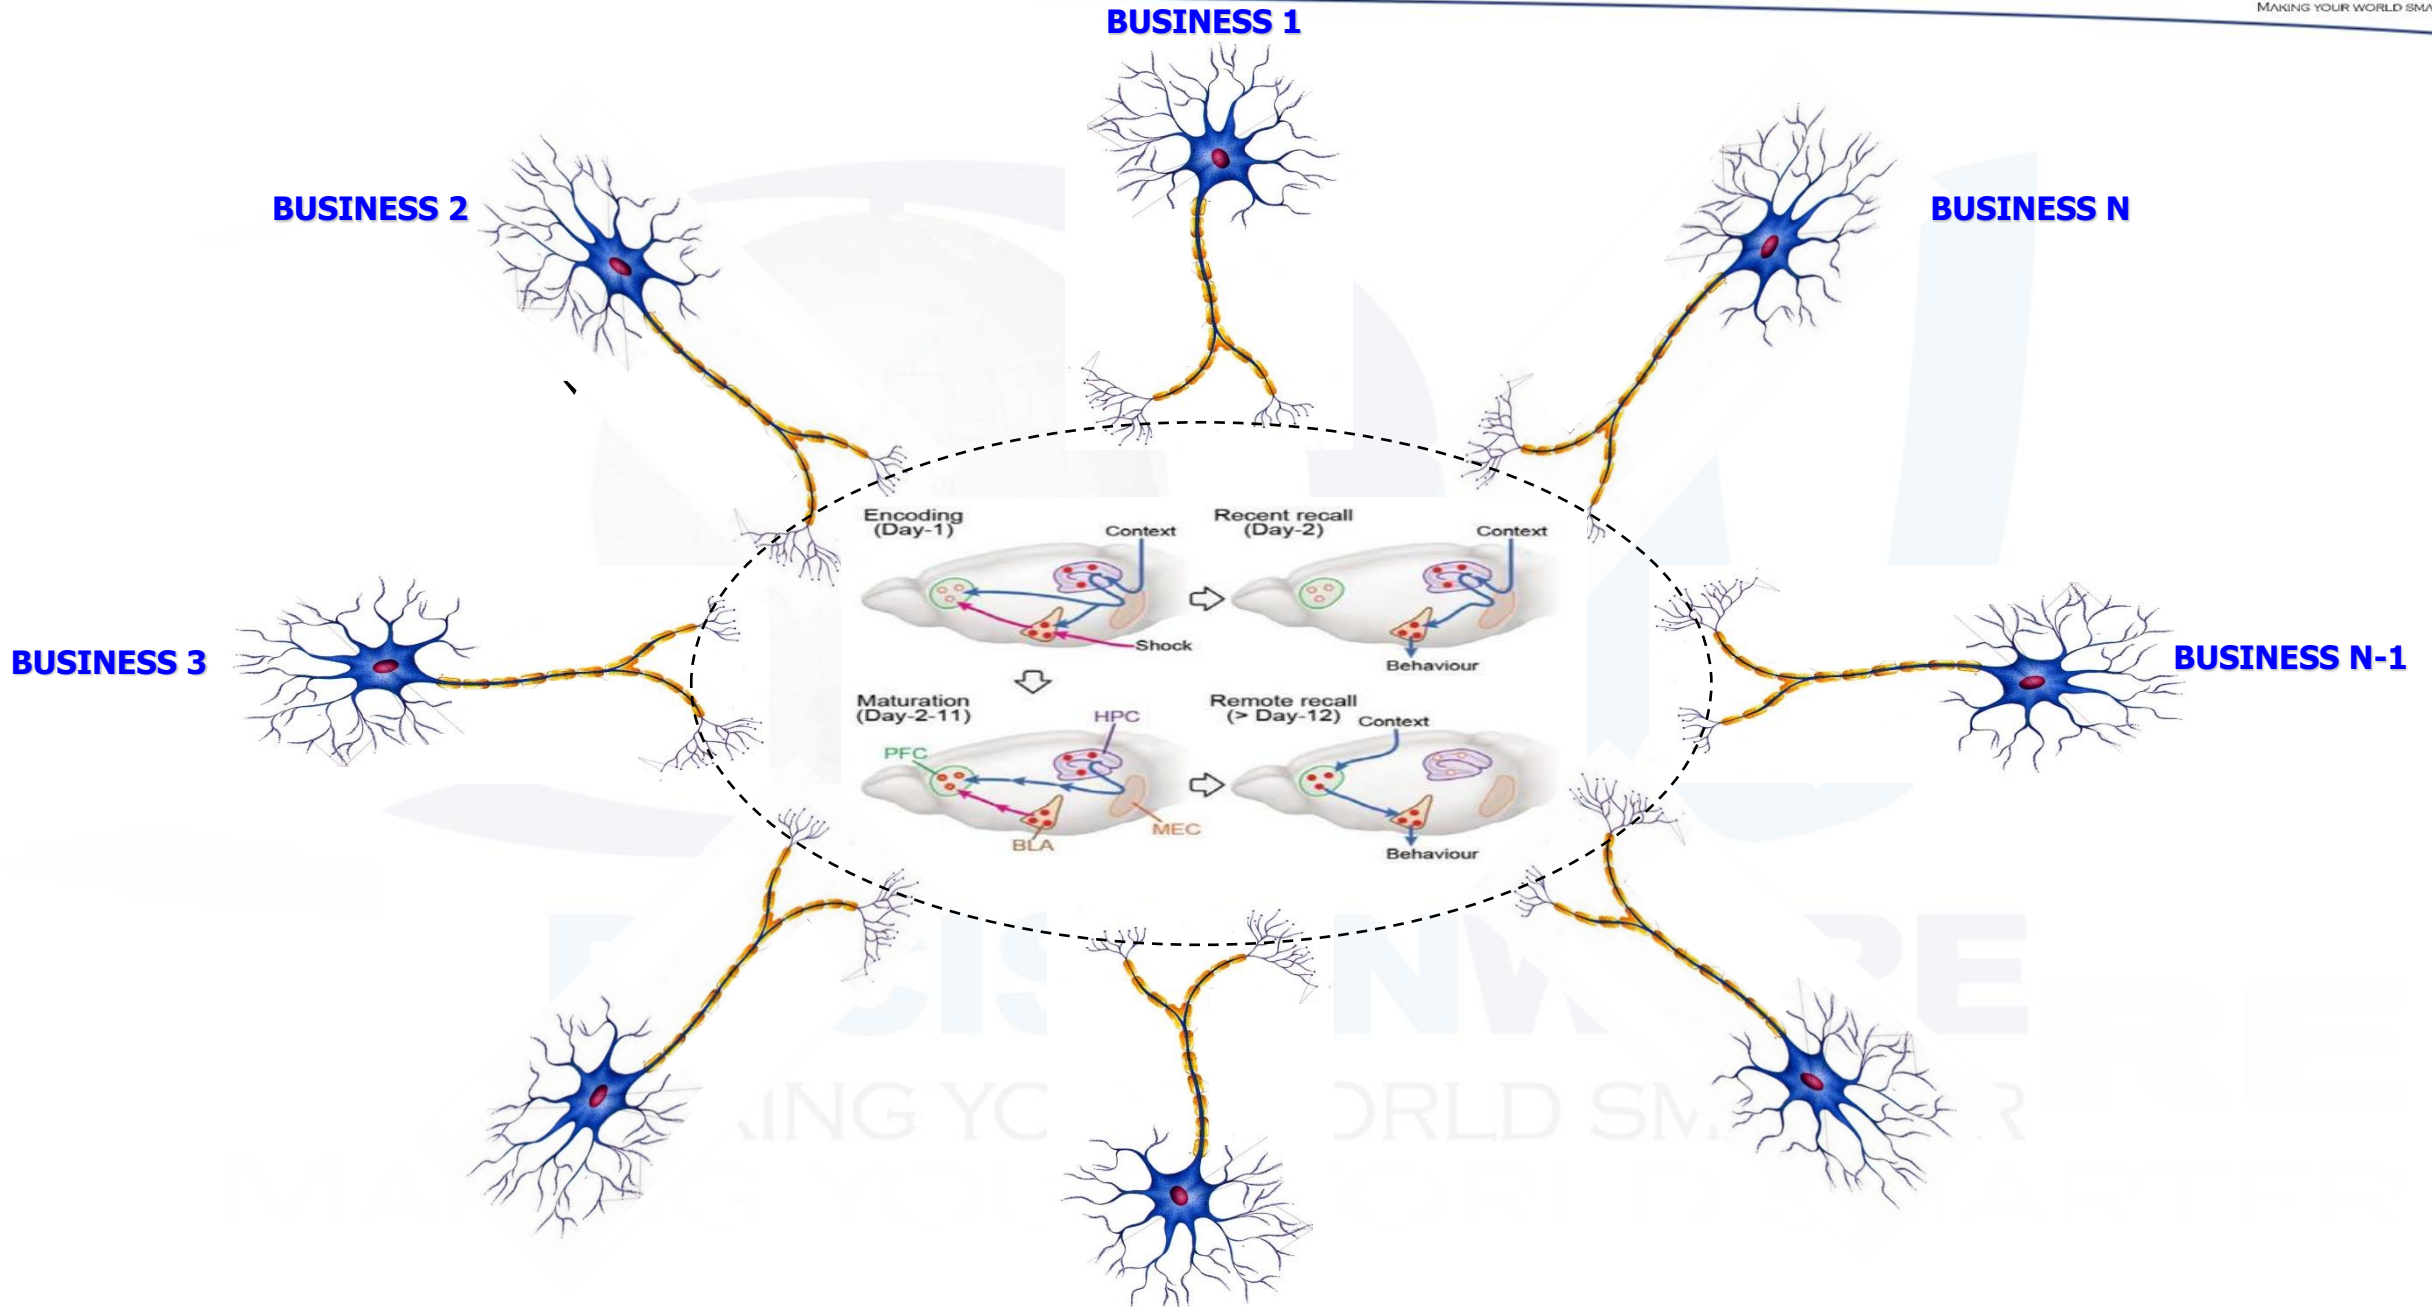 MAKING YOUR WORLD SMA
BUSINESS 1
BUSINESS 2
BUSINESS N
BUSINESS 3
BUSINESS N-1
Encoding
(Day-1)
Context
Shock
Recent recall
(Day-2)
Context
Behaviour
Maturation
(Day-2-11)
HPC
PFC
BLA
MEC
Remote recall
(> Day-12)
Context
Behaviour